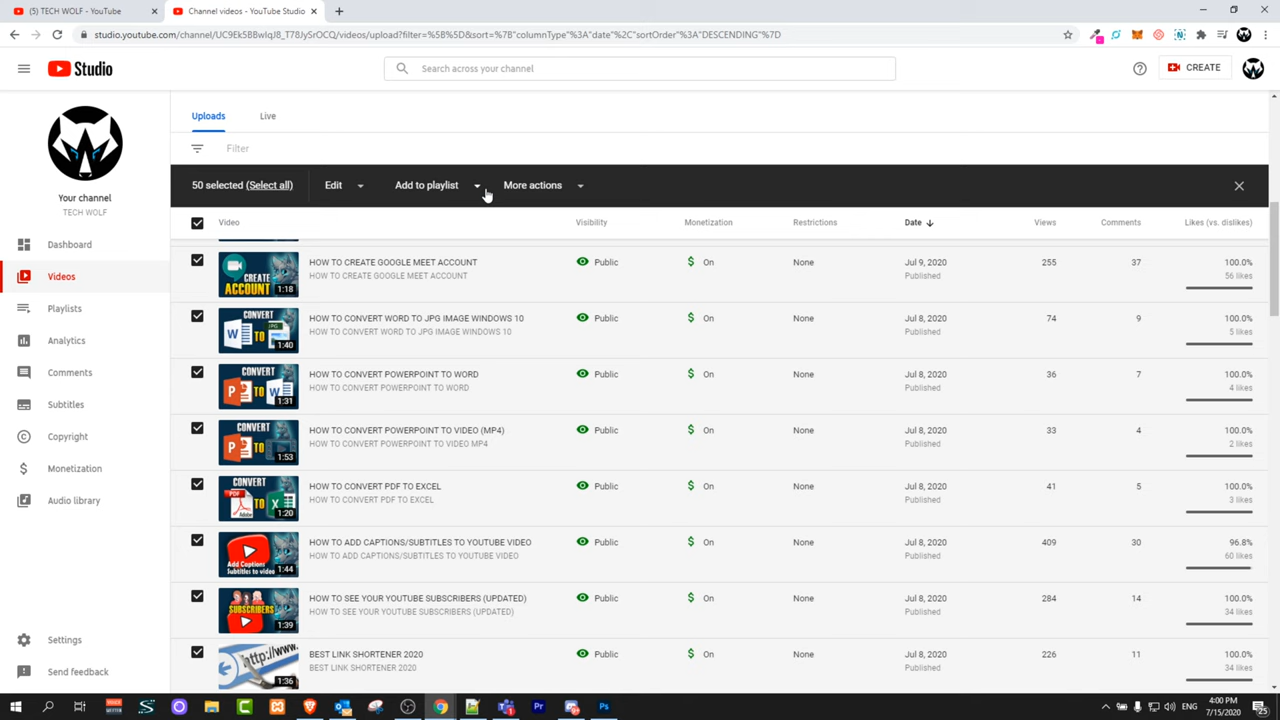 (5) TECH WOLF - YouTube
Channel videos - YouTube Studio
studio.youtube.com/channel/UC9Ek5BBwIqJ8_T78JySrOCQ/videos/upload?filter=%5B%5D&sort=%7B"columnType"%3A"date"%2C"sortOrder"%3A"DESCENDING"%7D
Studio
Search across your channel
CREATE
Uploads
Live
Filter
50 selected (Select all)
Edit
Add to playlist
More actions
Your channel
TECH WOLF
Dashboard
Videos
Playlists
Analytics
Comments
Subtitles
Copyright
Monetization
Audio library
Settings
Send feedback
Video Visibility Monetization Restrictions Date Views Comments Likes (vs. dislikes)
CREATE
ACCOUNT
1:18
HOW TO CREATE GOOGLE MEET ACCOUNT
HOW TO CREATE GOOGLE MEET ACCOUNT
Public On None Jul 9, 2020 255 37 100.0%
Published 56 likes
CONVERT
W TO
1:40
HOW TO CONVERT WORD TO JPG IMAGE WINDOWS 10
HOW TO CONVERT WORD TO JPG IMAGE WINDOWS 10
Public On None Jul 8, 2020 74 9 100.0%
Published 5 likes
CONVERT
P TO W
1:31
HOW TO CONVERT POWERPOINT TO WORD
HOW TO CONVERT POWERPOINT TO WORD
Public On None Jul 8, 2020 36 7 100.0%
Published 4 likes
CONVERT
P TO
1:53
HOW TO CONVERT POWERPOINT TO VIDEO (MP4)
HOW TO CONVERT POWERPOINT TO VIDEO MP4
Public On None Jul 8, 2020 33 4 100.0%
Published 2 likes
CONVERT
PDF TO X
Adobe
1:20
HOW TO CONVERT PDF TO EXCEL
HOW TO CONVERT PDF TO EXCEL
Public On None Jul 8, 2020 41 5 100.0%
Published 3 likes
Add Captions
Subtitles to video
1:44
HOW TO ADD CAPTIONS/SUBTITLES TO YOUTUBE VIDEO
HOW TO ADD CAPTIONS/SUBTITLES TO YOUTUBE VIDEO
Public On None Jul 8, 2020 409 30 96.8%
Published 60 likes
SUBSCRIBERS
1:39
HOW TO SEE YOUR YOUTUBE SUBSCRIBERS (UPDATED)
HOW TO SEE YOUR YOUTUBE SUBSCRIBERS (UPDATED)
Public On None Jul 8, 2020 284 14 100.0%
Published 34 likes
http://www.
1:36
BEST LINK SHORTENER 2020
BEST LINK SHORTENER 2020
Public On None Jul 8, 2020 226 11 100.0%
Published 34 likes
4:00 PM
7/15/2020